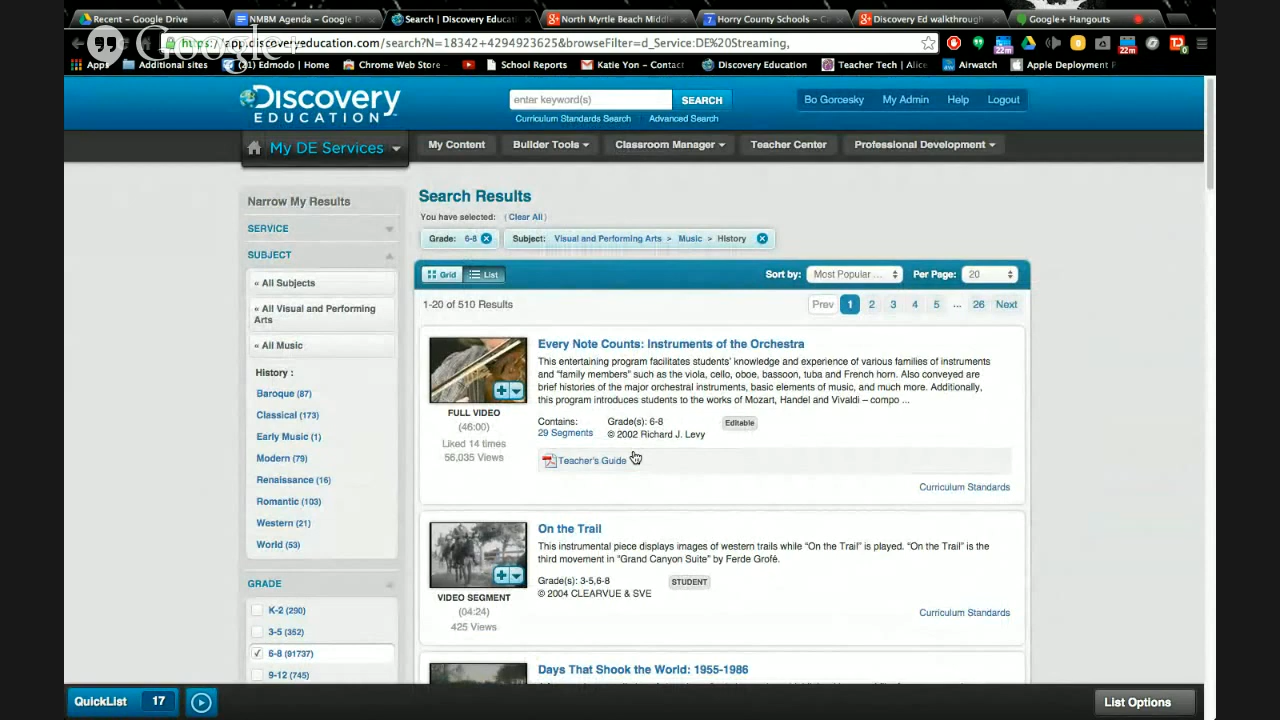 Recent – Google Drive
NMBM Agenda – Google D
Search | Discovery Educati
North Myrtle Beach Middle
Horry County Schools – Ca
Discovery Ed walkthrough
Google+ Hangouts
Google+
https://app.discoveryeducation.com/search?N=18342+4294923625&browseFilter=d_Service:DE%20Streaming,
Apps
Additional sites
Edmodo | Home
Chrome Web Store
School Reports
Katie Yon – Contact
Discovery Education
Teacher Tech | Alice
Airwatch
Apple Deployment P
Discovery
EDUCATION
enter keyword(s)
SEARCH
Curriculum Standards Search
Advanced Search
Bo Gorcesky
My Admin
Help
Logout
My DE Services
My Content
Builder Tools
Classroom Manager
Teacher Center
Professional Development
Narrow My Results
SERVICE
SUBJECT
« All Subjects
« All Visual and Performing
Arts
« All Music
History :
Baroque (87)
Classical (173)
Early Music (1)
Modern (79)
Renaissance (16)
Romantic (103)
Western (21)
World (53)
GRADE
K-2 (290)
3-5 (352)
6-8 (91737)
9-12 (745)
Search Results
You have selected: (Clear All)
Grade: 6-8
Subject: Visual and Performing Arts > Music > History
Grid
List
Sort by: Most Popular ...
Per Page: 20
1-20 of 510 Results
Prev 1 2 3 4 5 ... 26 Next
Every Note Counts: Instruments of the Orchestra
This entertaining program facilitates students' knowledge and experience of various families of instruments
and "family members" such as the viola, cello, oboe, bassoon, tuba and French horn. Also conveyed are
brief histories of the major orchestral instruments, basic elements of music, and much more. Additionally,
this program introduces students to the works of Mozart, Handel and Vivaldi – compo ...
FULL VIDEO
(46:00)
Liked 14 times
56,035 Views
Contains:
29 Segments
Grade(s): 6-8
© 2002 Richard J. Levy
Editable
Teacher's Guide
Curriculum Standards
On the Trail
This instrumental piece displays images of western trails while "On the Trail" is played. "On the Trail" is the
third movement in "Grand Canyon Suite" by Ferde Grofé.
Grade(s): 3-5,6-8
STUDENT
© 2004 CLEARVUE & SVE
VIDEO SEGMENT
(04:24)
425 Views
Curriculum Standards
Days That Shook the World: 1955-1986
QuickList 17
List Options